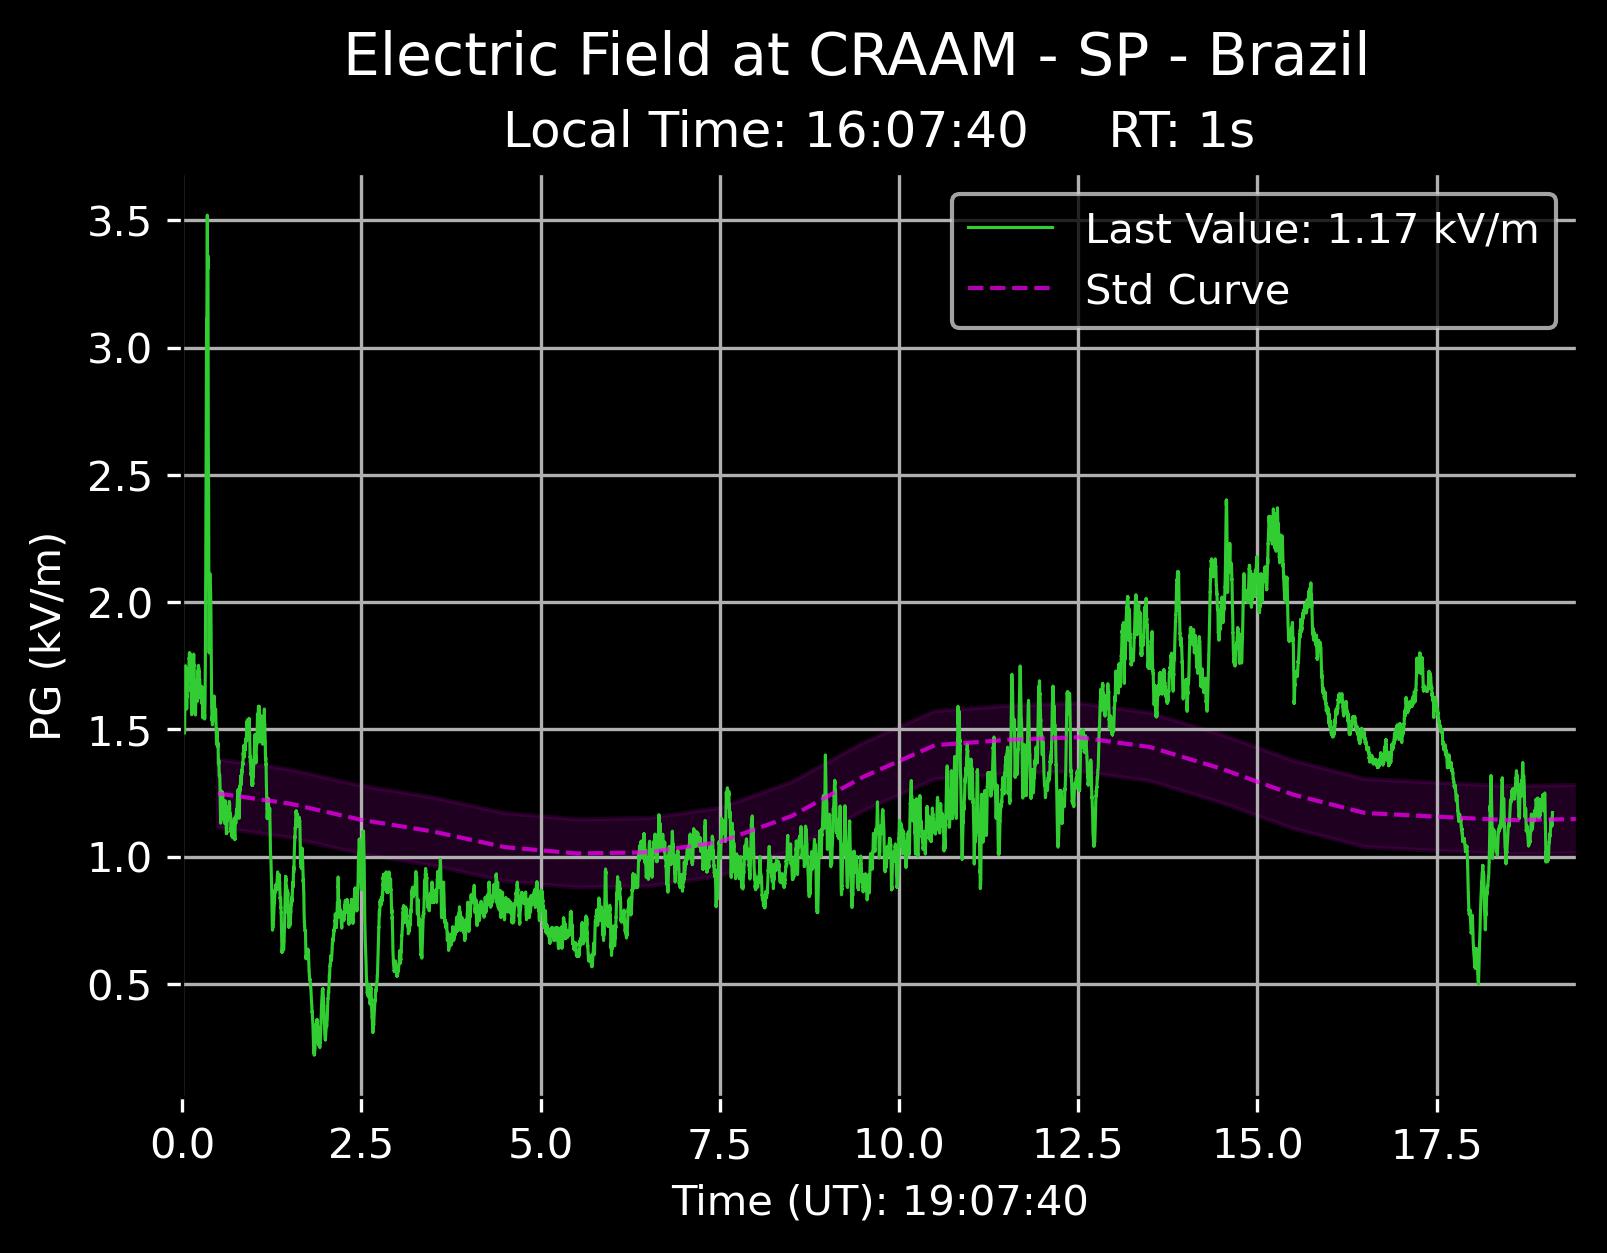 Electric Field at CRAAM - SP - Brazil
Local Time: 16:07:40 RT: 1s
Last Value: 1.17 kV/m
Std Curve
PG (kV/m)
3.5
3.0
2.5
2.0
1.5
1.0
0.5
0.0 2.5 5.0 7.5 10.0 12.5 15.0 17.5
Time (UT): 19:07:40